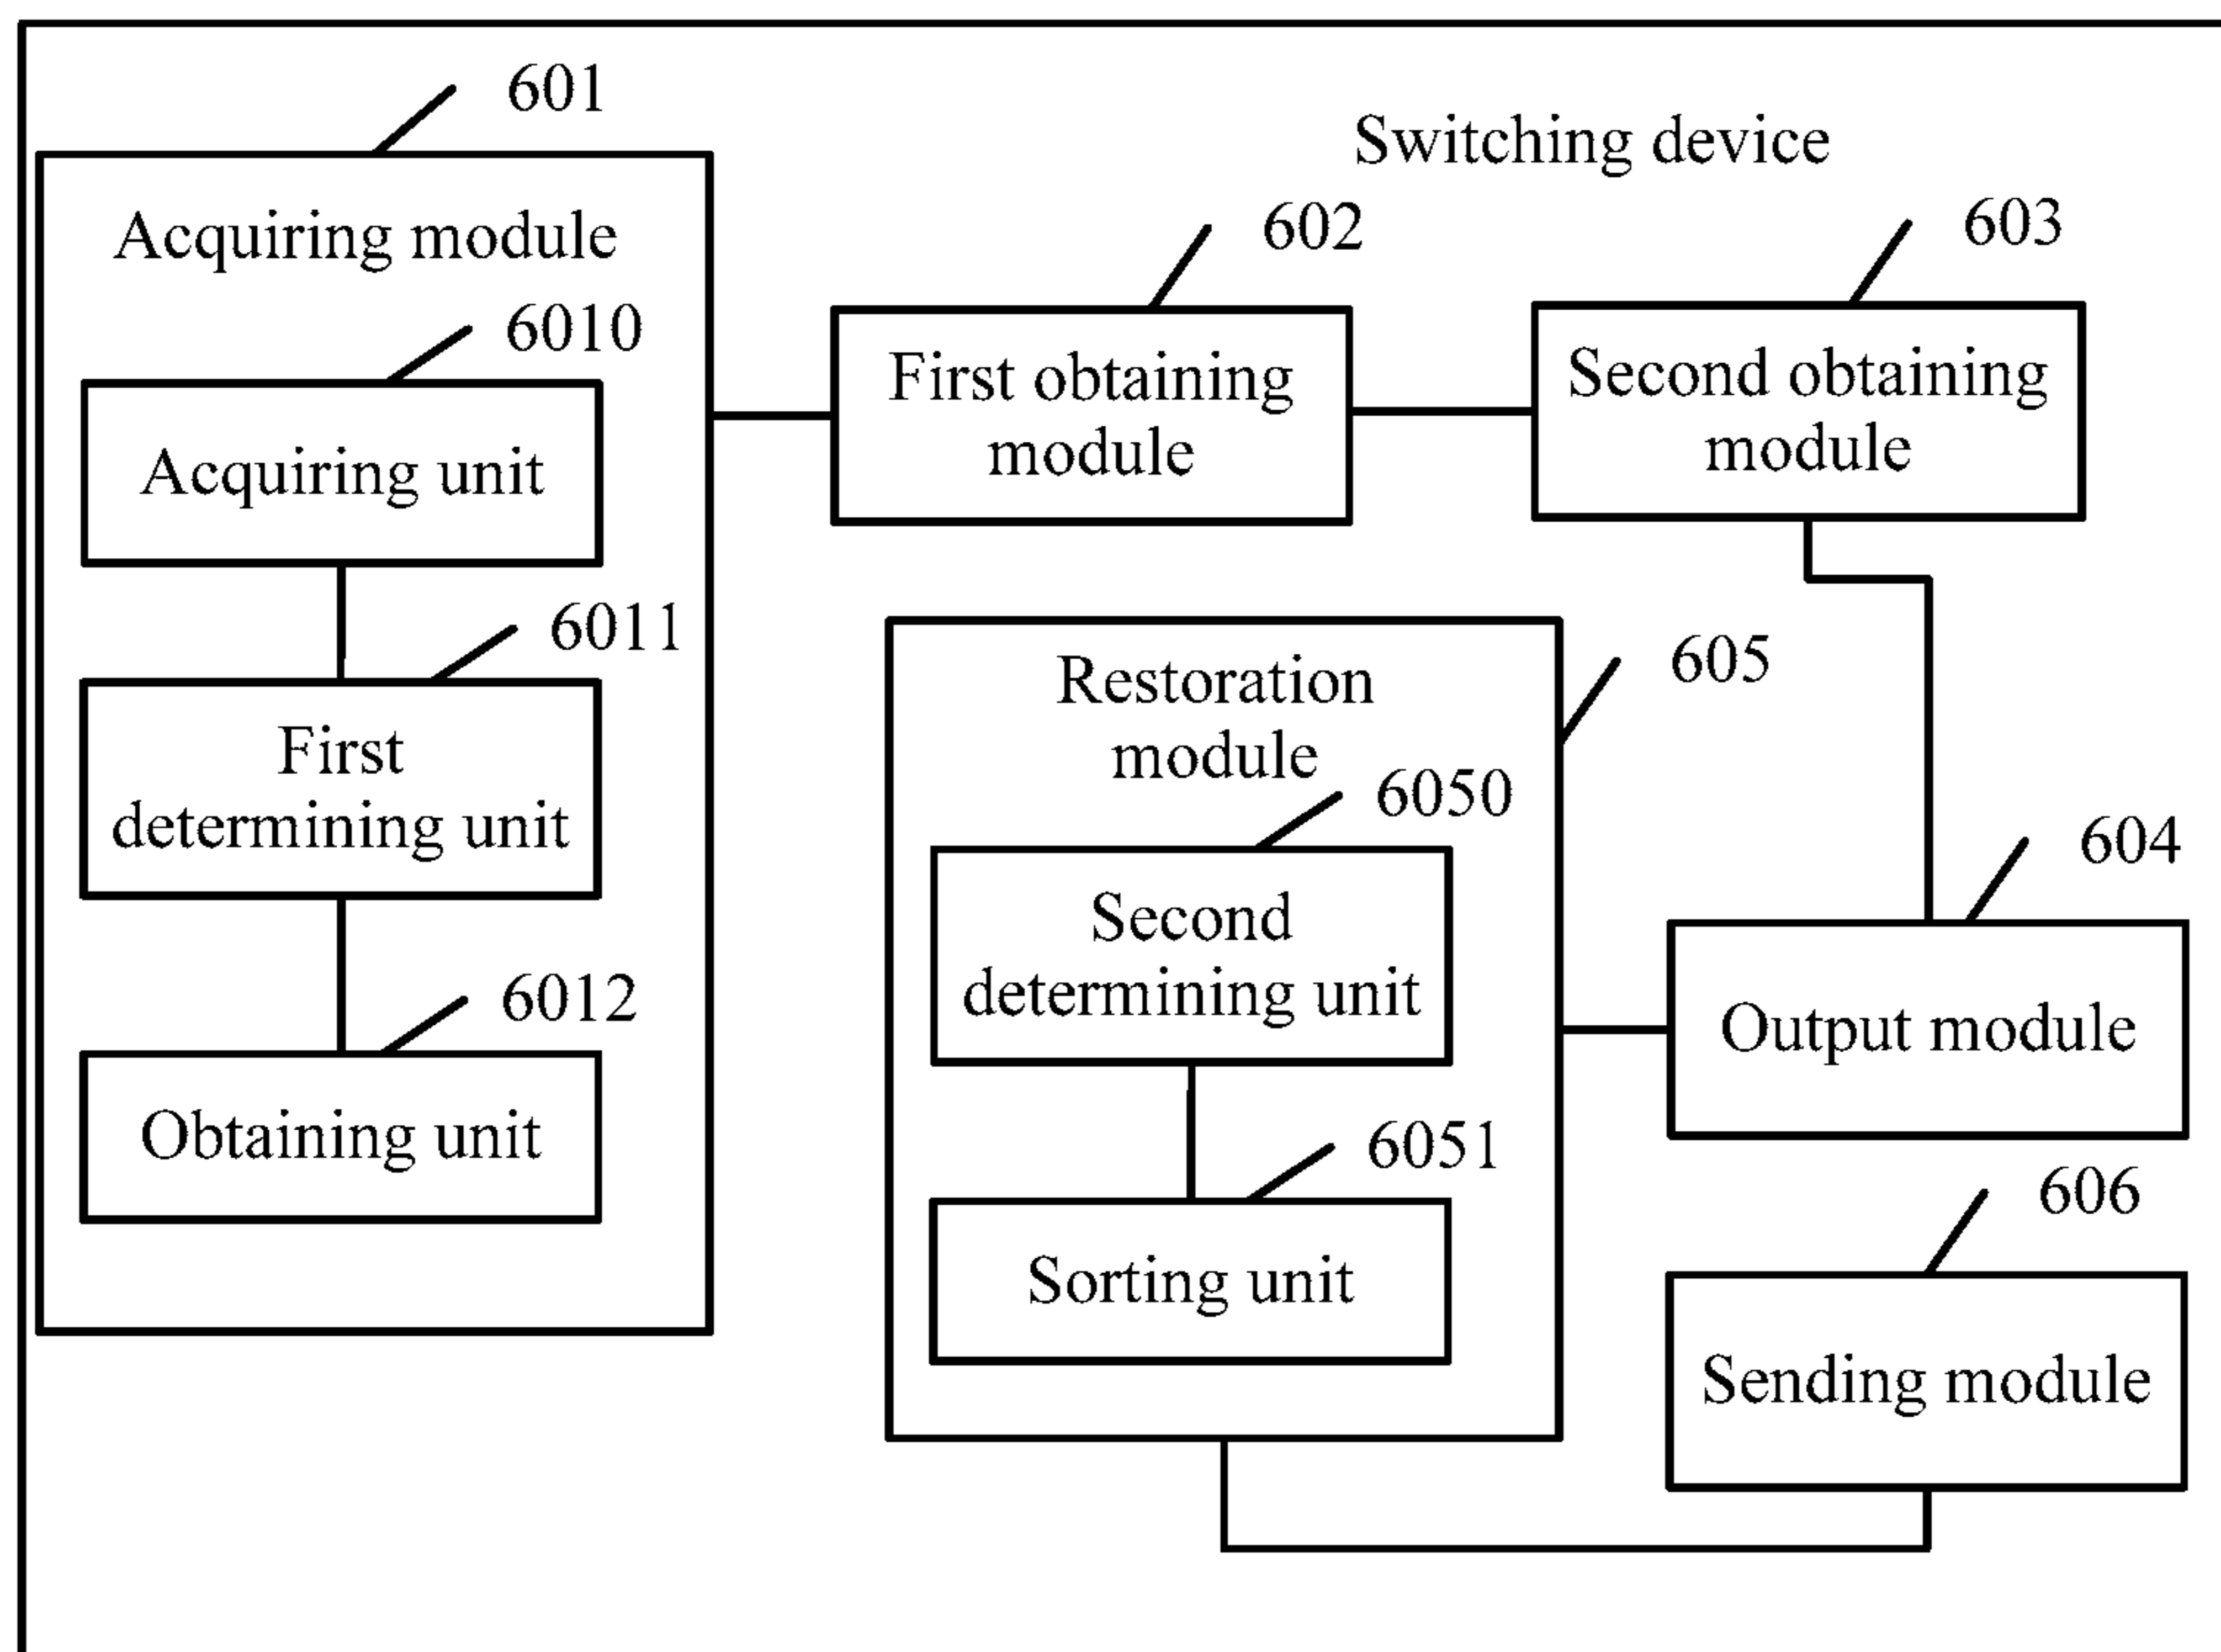 601
Switching device
Acquiring module
602
603
6010
First obtaining
module
Second obtaining
module
Acquiring unit
6011
Restoration
module
605
First
determining unit
6050
604
Second
determining unit
6012
Output module
Obtaining unit
6051
606
Sorting unit
Sending module